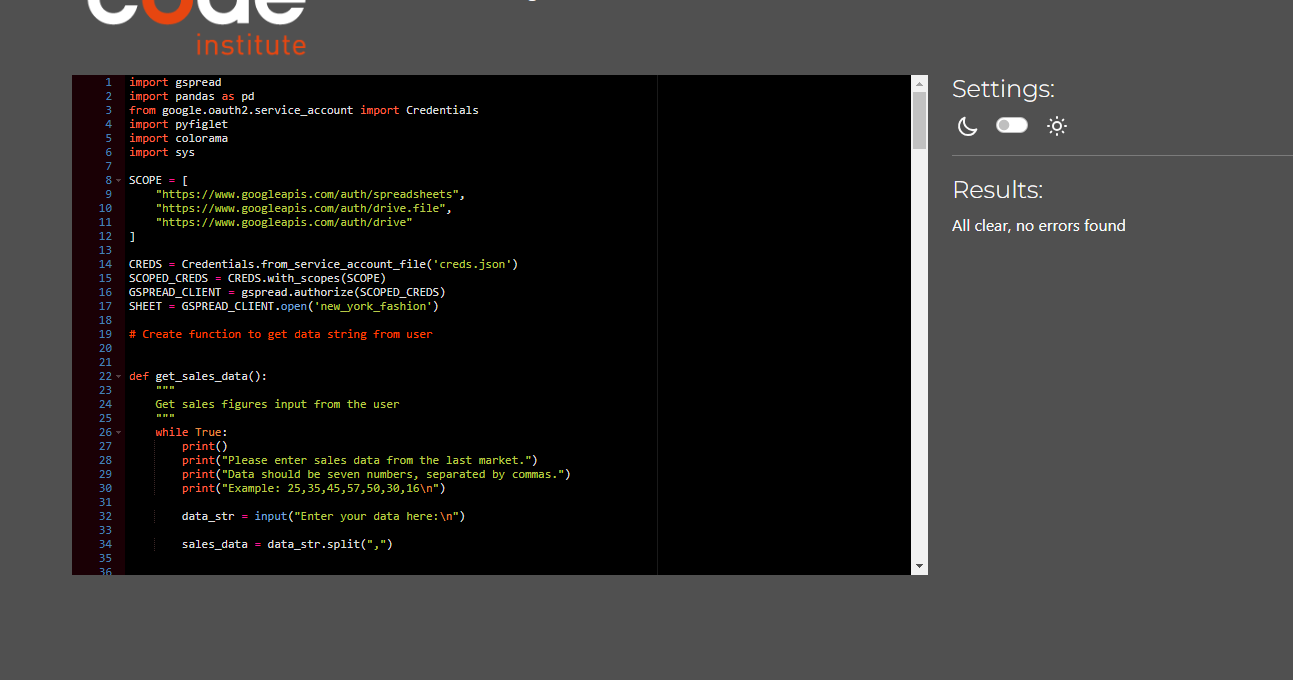 code
institute
1 import gspread
2 import pandas as pd
3 from google.oauth2.service_account import Credentials
4 import pyfiglet
5 import colorama
6 import sys
7
8 SCOPE = [
9     "https://www.googleapis.com/auth/spreadsheets",
10     "https://www.googleapis.com/auth/drive.file",
11     "https://www.googleapis.com/auth/drive"
12 ]
13
14 CREDS = Credentials.from_service_account_file('creds.json')
15 SCOPED_CREDS = CREDS.with_scopes(SCOPE)
16 GSPREAD_CLIENT = gspread.authorize(SCOPED_CREDS)
17 SHEET = GSPREAD_CLIENT.open('new_york_fashion')
18
19 # Create function to get data string from user
20
21
22 def get_sales_data():
23     """
24     Get sales figures input from the user
25     """
26     while True:
27         print()
28         print("Please enter sales data from the last market.")
29         print("Data should be seven numbers, separated by commas.")
30         print("Example: 25,35,45,57,50,30,16\n")
31
32         data_str = input("Enter your data here:\n")
33
34         sales_data = data_str.split(",")
35
36
Settings:
Results:
All clear, no errors found